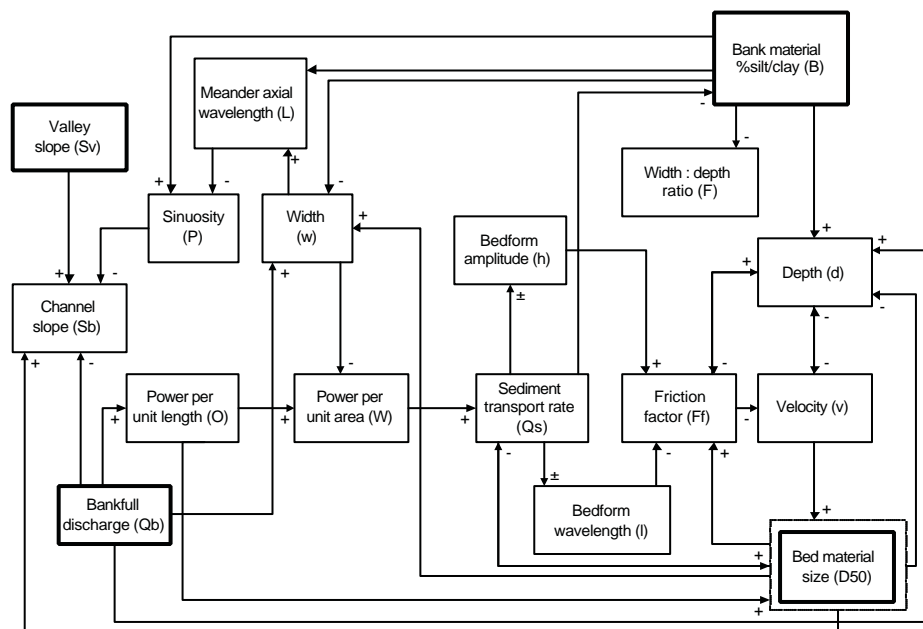 Bank material
%silt/clay (B)
-
Meander axial
wavelength (L)
-
Valley
slope (Sv)
+
Width : depth
ratio (F)
+
-
-
Sinuosity
(P)
Width
(w)
+
Bedform
amplitude (h)
+
+
+
-
+
Depth (d)
-
+
Channel
slope (Sb)
±
-
+
-
-
+
-
-
Power per
unit length (O)
Power per
unit area (W)
Sediment
transport rate
(Qs)
Friction
factor (Ff)
Velocity (v)
+
+
+
-
-
±
-
+
Bankfull
discharge (Qb)
Bedform
wavelength (l)
+
+
Bed material
size (D50)
+